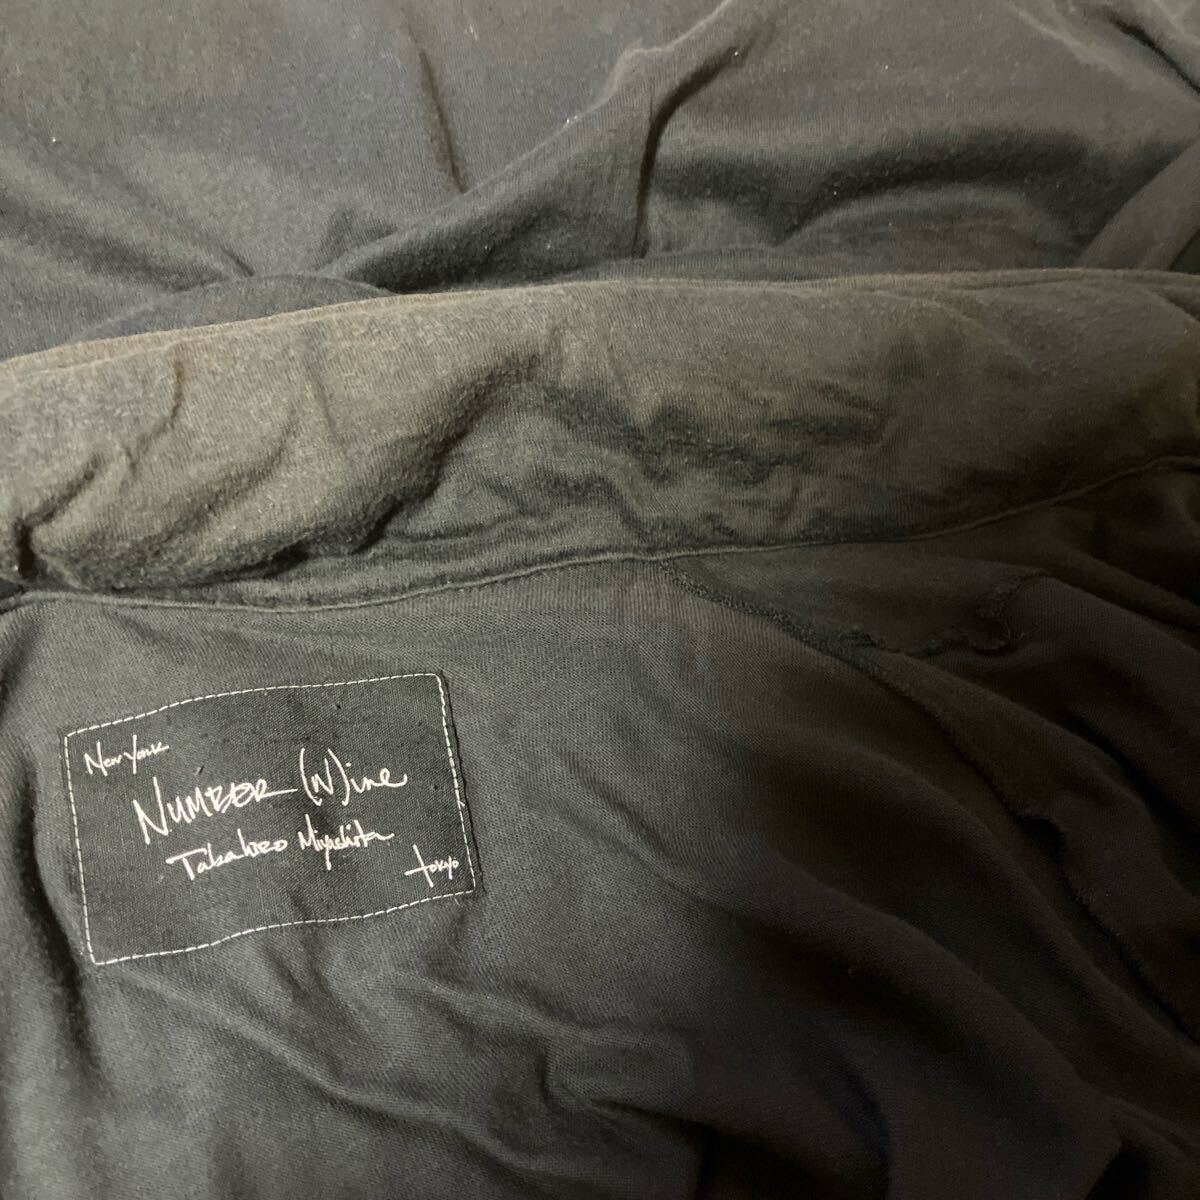 New York
NUMBER (N)ine
Takahiro Miyashita
tokyo